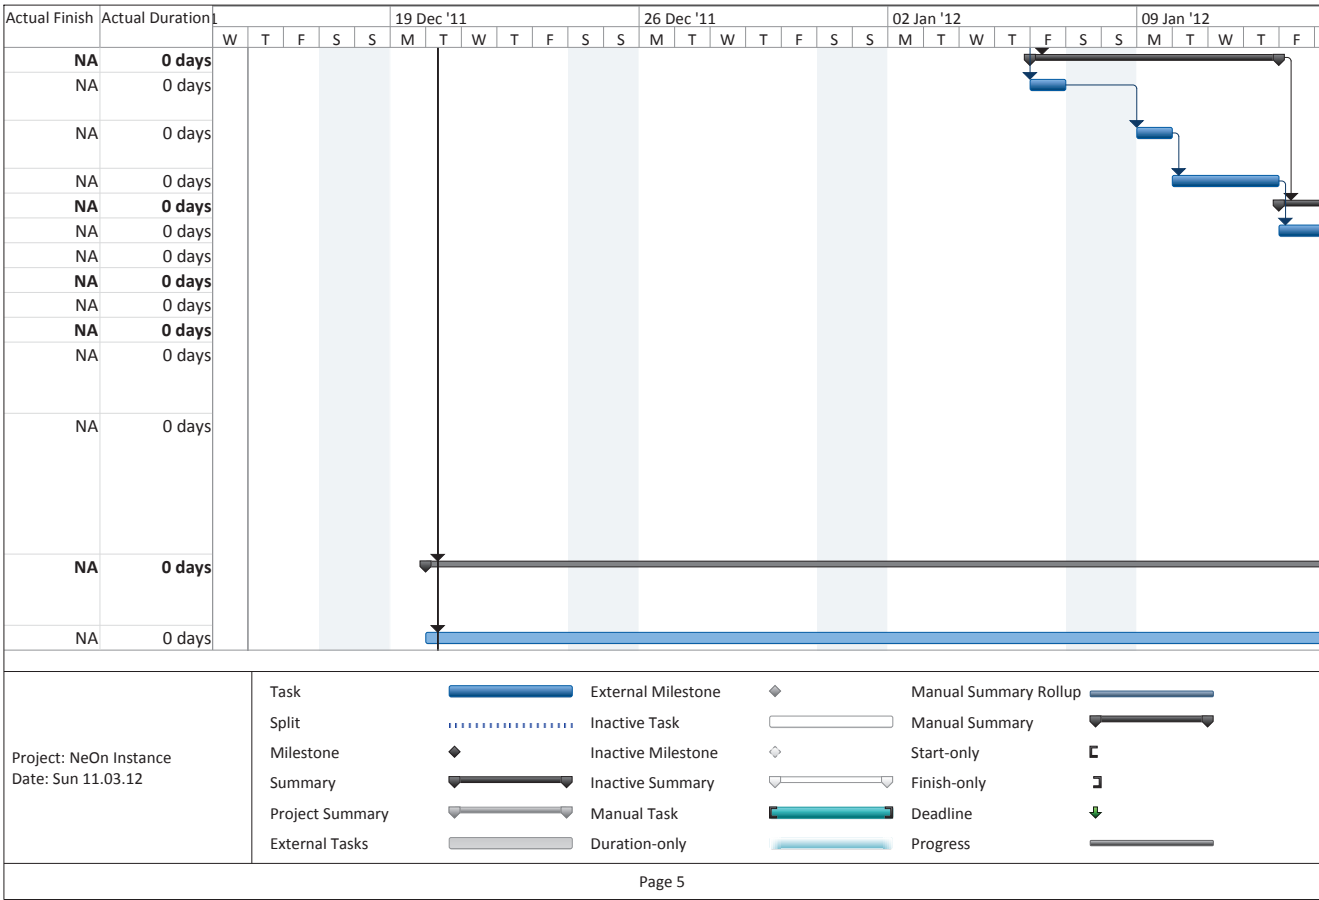 Actual Finish Actual Duration 1 19 Dec '11 26 Dec '11 02 Jan '12 09 Jan '12
W T F S S M T W T F S S M T W T F S S M T W T F S S M T W T F
NA 0 days
NA 0 days
NA 0 days
NA 0 days
NA 0 days
NA 0 days
NA 0 days
NA 0 days
NA 0 days
NA 0 days
NA 0 days
NA 0 days
NA 0 days
NA 0 days
Task External Milestone Manual Summary Rollup
Split Inactive Task Manual Summary
Milestone Inactive Milestone Start-only
Summary Inactive Summary Finish-only
Project Summary Manual Task Deadline
External Tasks Duration-only Progress
Project: NeOn Instance
Date: Sun 11.03.12
Page 5